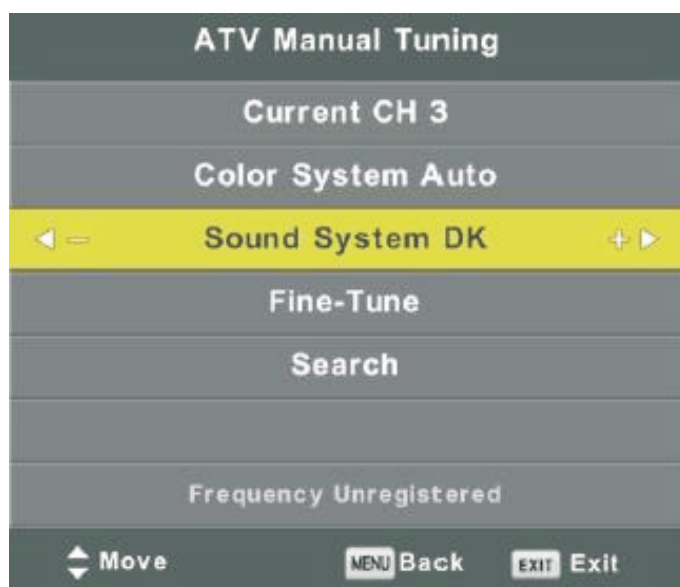 ATV Manual Tuning
Current CH 3
Color System Auto
Sound System DK
Fine-Tune
Search
Frequency Unregistered
Move MENU Back EXIT Exit